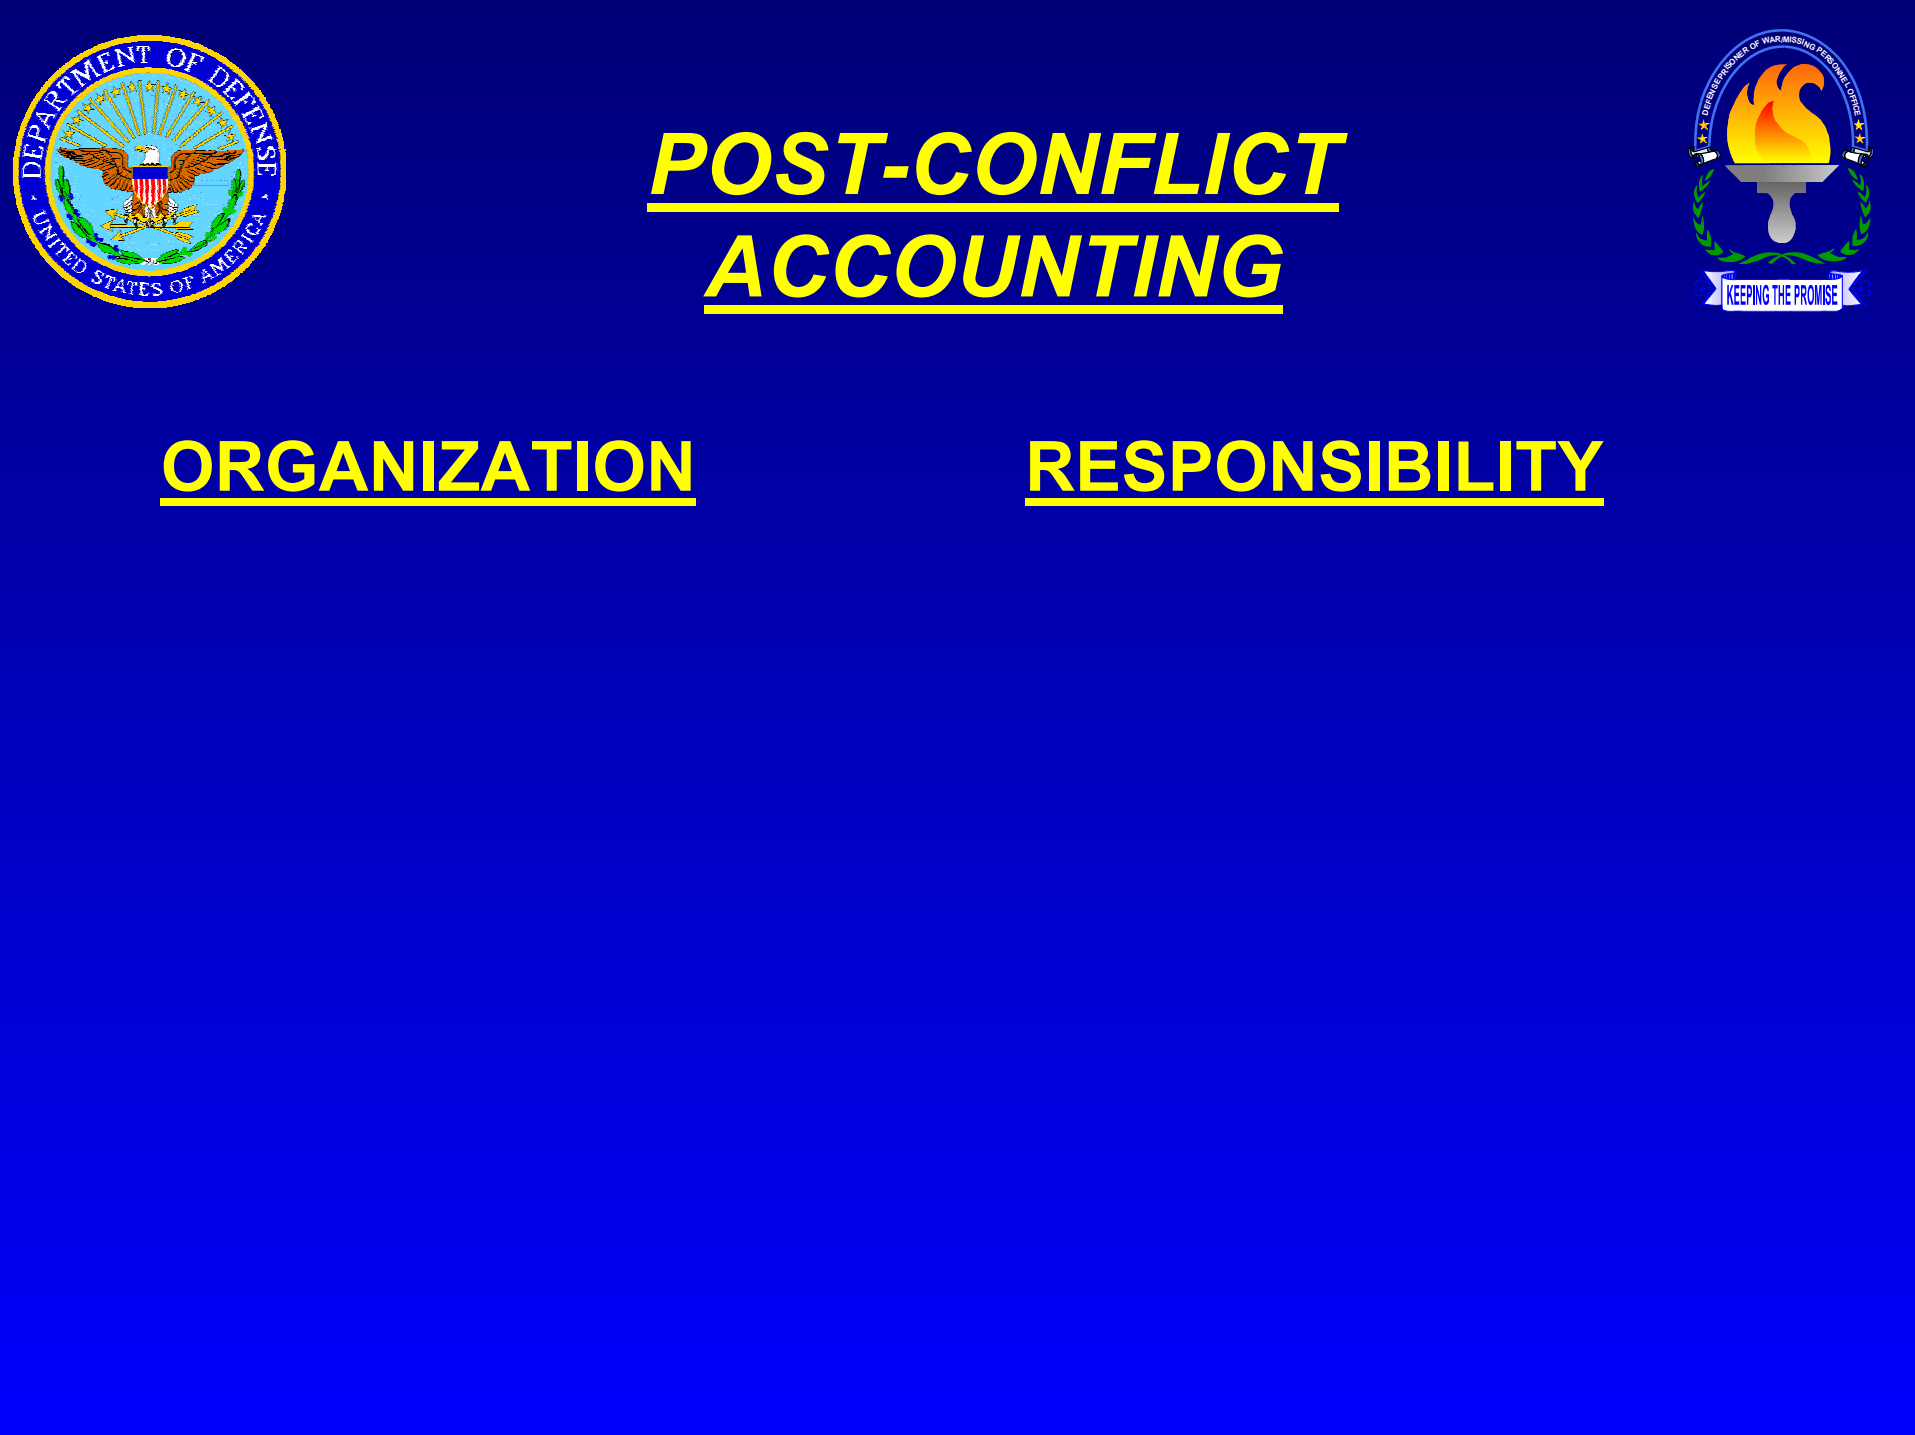 DEPARTMENT OF DEFENSE
UNITED STATES OF AMERICA
DEFENSE PRISONER OF WAR/MISSING PERSONNEL OFFICE
KEEPING THE PROMISE
POST-CONFLICT
ACCOUNTING
ORGANIZATION RESPONSIBILITY